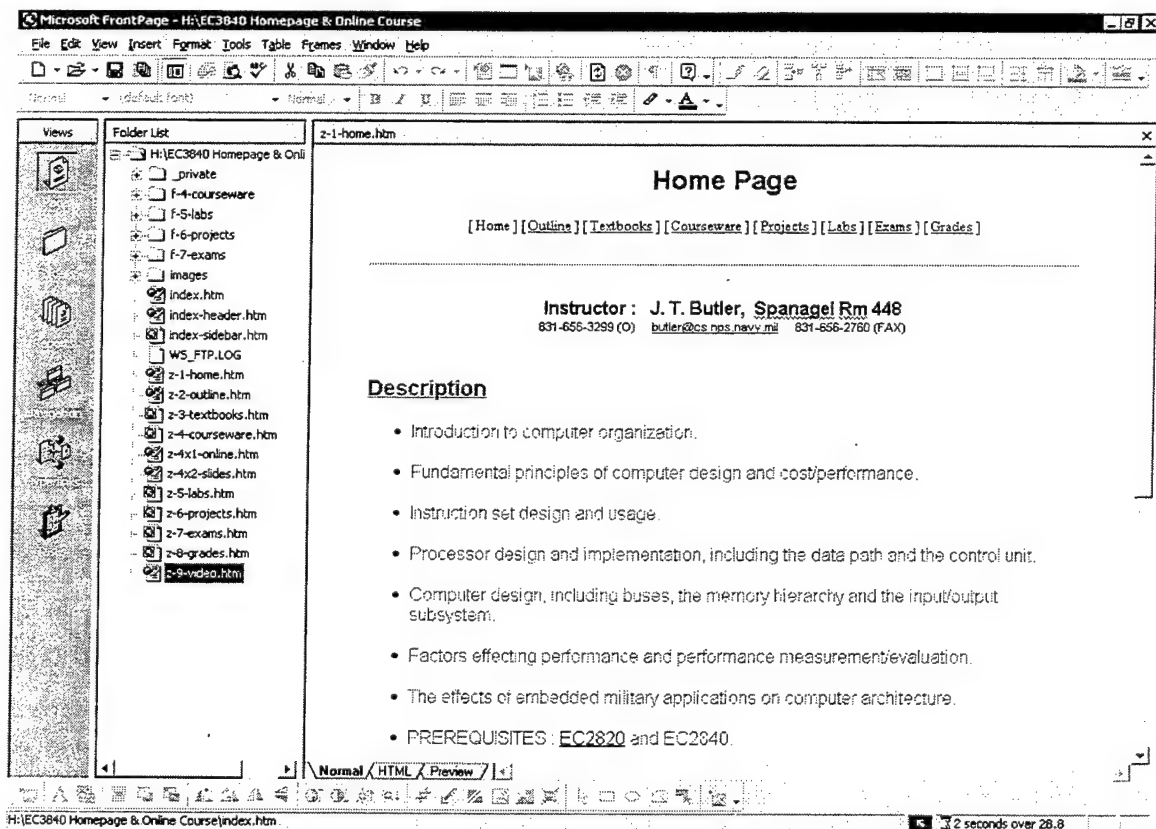 Microsoft FrontPage - H:\EC3840 Homepage & Online Course
File Edit View Insert Format Tools Table Frames Window Help
Normal (default font) Normal B I U A
Views
Folder List
z-1-home.htm
H:\EC3840 Homepage & Onli
_private
f-4-courseware
f-5-labs
f-6-projects
f-7-exams
images
index.htm
index-header.htm
index-sidebar.htm
WS_FTP.LOG
z-1-home.htm
z-2-outline.htm
z-3-textbooks.htm
z-4-courseware.htm
z-4x1-online.htm
z-4x2-slides.htm
z-5-labs.htm
z-6-projects.htm
z-7-exams.htm
z-8-grades.htm
z-9-video.htm
Home Page
[ Home ] [ Outline ] [ Textbooks ] [ Courseware ] [ Projects ] [ Labs ] [ Exams ] [ Grades ]
Instructor : J. T. Butler, Spanagel Rm 448
831-656-3299 (O) butler@cs.nps.navy.mil 831-656-2760 (FAX)
Description
• Introduction to computer organization.
• Fundamental principles of computer design and cost/performance.
• Instruction set design and usage.
• Processor design and implementation, including the data path and the control unit.
• Computer design, including buses, the memory hierarchy and the input/output
subsystem.
• Factors effecting performance and performance measurement/evaluation.
• The effects of embedded military applications on computer architecture.
• PREREQUISITES : EC2820 and EC2840.
Normal HTML Preview
H:\EC3840 Homepage & Online Course\index.htm
2 seconds over 28.8